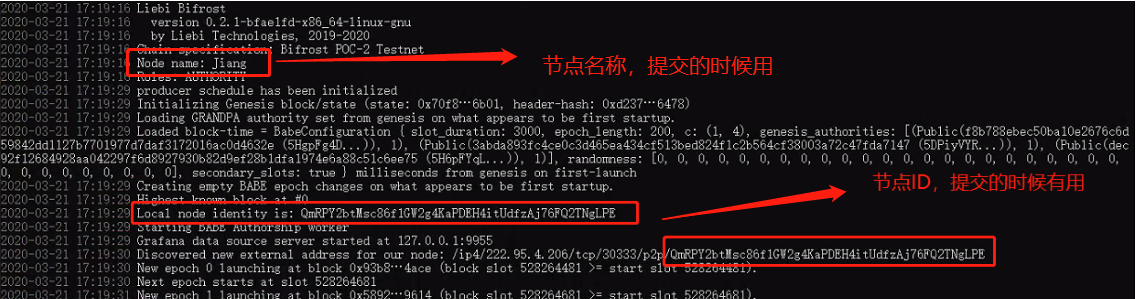 2020-03-21 17:19:16 Liebi Bifrost
2020-03-21 17:19:16   version 0.2.1-bfae1fd-x86_64-linux-gnu
2020-03-21 17:19:16   by Liebi Technologies, 2019-2020
2020-03-21 17:19:16 Chain specification: Bifrost POC-2 Testnet
2020-03-21 17:19:16 Node name: Jiang
节点名称，提交的时候用
2020-03-21 17:19:16 Roles: AUTHORITY
2020-03-21 17:19:29 producer schedule has been initialized
2020-03-21 17:19:29 Initializing Genesis block/state (state: 0x70f8…6b01, header-hash: 0xd237…6478)
2020-03-21 17:19:29 Loading GRANDPA authority set from genesis on what appears to be first startup.
2020-03-21 17:19:29 Loaded block-time = BabeConfiguration { slot_duration: 3000, epoch_length: 200, c: (1, 4), genesis_authorities: [(Public(f8b788ebec50ba10e2676c6d
59842dd1127b7701977d7daf3172016ac0d4632e (5HgpFg4D...)), 1), (Public(3abda893fc4ce0c3d465ea434cf513bed824f1c2b564cf38003a72c47fda7147 (5DPiyVYR...)), 1), (Public(dec
92f12684928aa042297f6d8927930b82d9ef28b1dfa1974e6a88c51c6ee75 (5H6pFYqL...)), 1)], randomness: [0, 0, 0, 0, 0, 0, 0, 0, 0, 0, 0, 0, 0, 0, 0, 0, 0, 0, 0, 0, 0, 0, 0,
0, 0, 0, 0, 0, 0, 0, 0, 0], secondary_slots: true } milliseconds from genesis on first-launch
2020-03-21 17:19:29 Creating empty BABE epoch changes on what appears to be first startup.
节点ID，提交的时候有用
2020-03-21 17:19:29 Highest known block at #0
2020-03-21 17:19:29 Local node identity is: QmRPY2btMsc86f1GW2g4KaPDEH4itUdfzAj76FQ2TNgLPE
2020-03-21 17:19:29 Starting BABE Authorship worker
2020-03-21 17:19:29 Grafana data source server started at 127.0.0.1:9955
2020-03-21 17:19:30 Discovered new external address for our node: /ip4/222.95.4.206/tcp/30333/p2p/QmRPY2btMsc86f1GW2g4KaPDEH4itUdfzAj76FQ2TNgLPE
2020-03-21 17:19:30 New epoch 0 launching at block 0x93b8…4ace (block slot 528264481 >= start slot 528264481).
2020-03-21 17:19:30 Next epoch starts at slot 528264681
2020-03-21 17:19:31 New epoch 1 launching at block 0x5892…9614 (block slot 528264681 >= start slot 528264681).